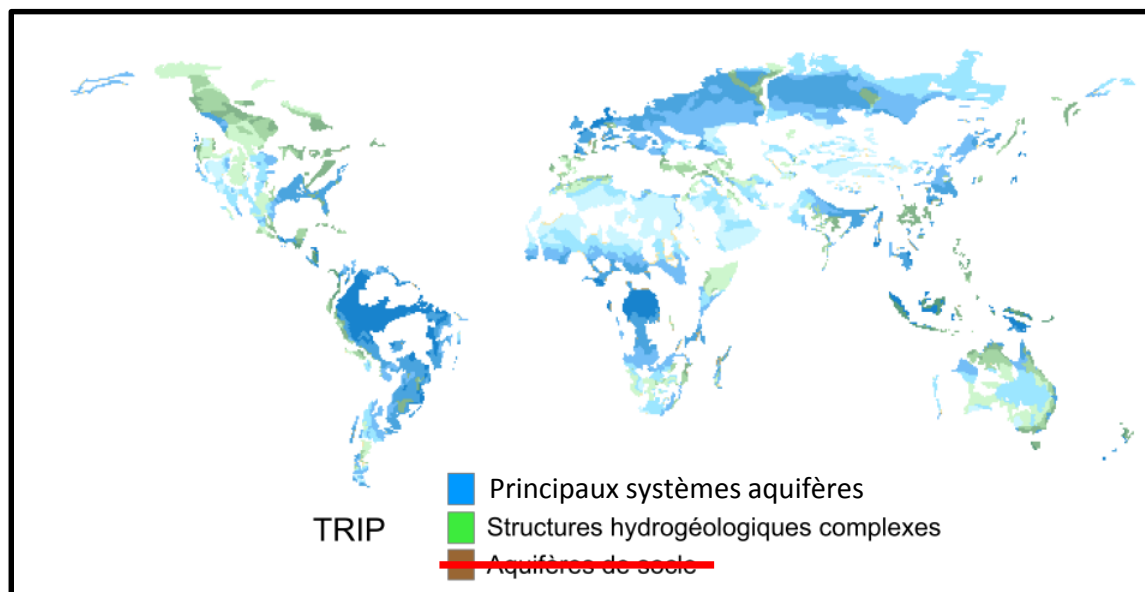 Principaux systèmes aquifères
TRIP
Structures hydrogéologiques complexes
Aquifères de socle